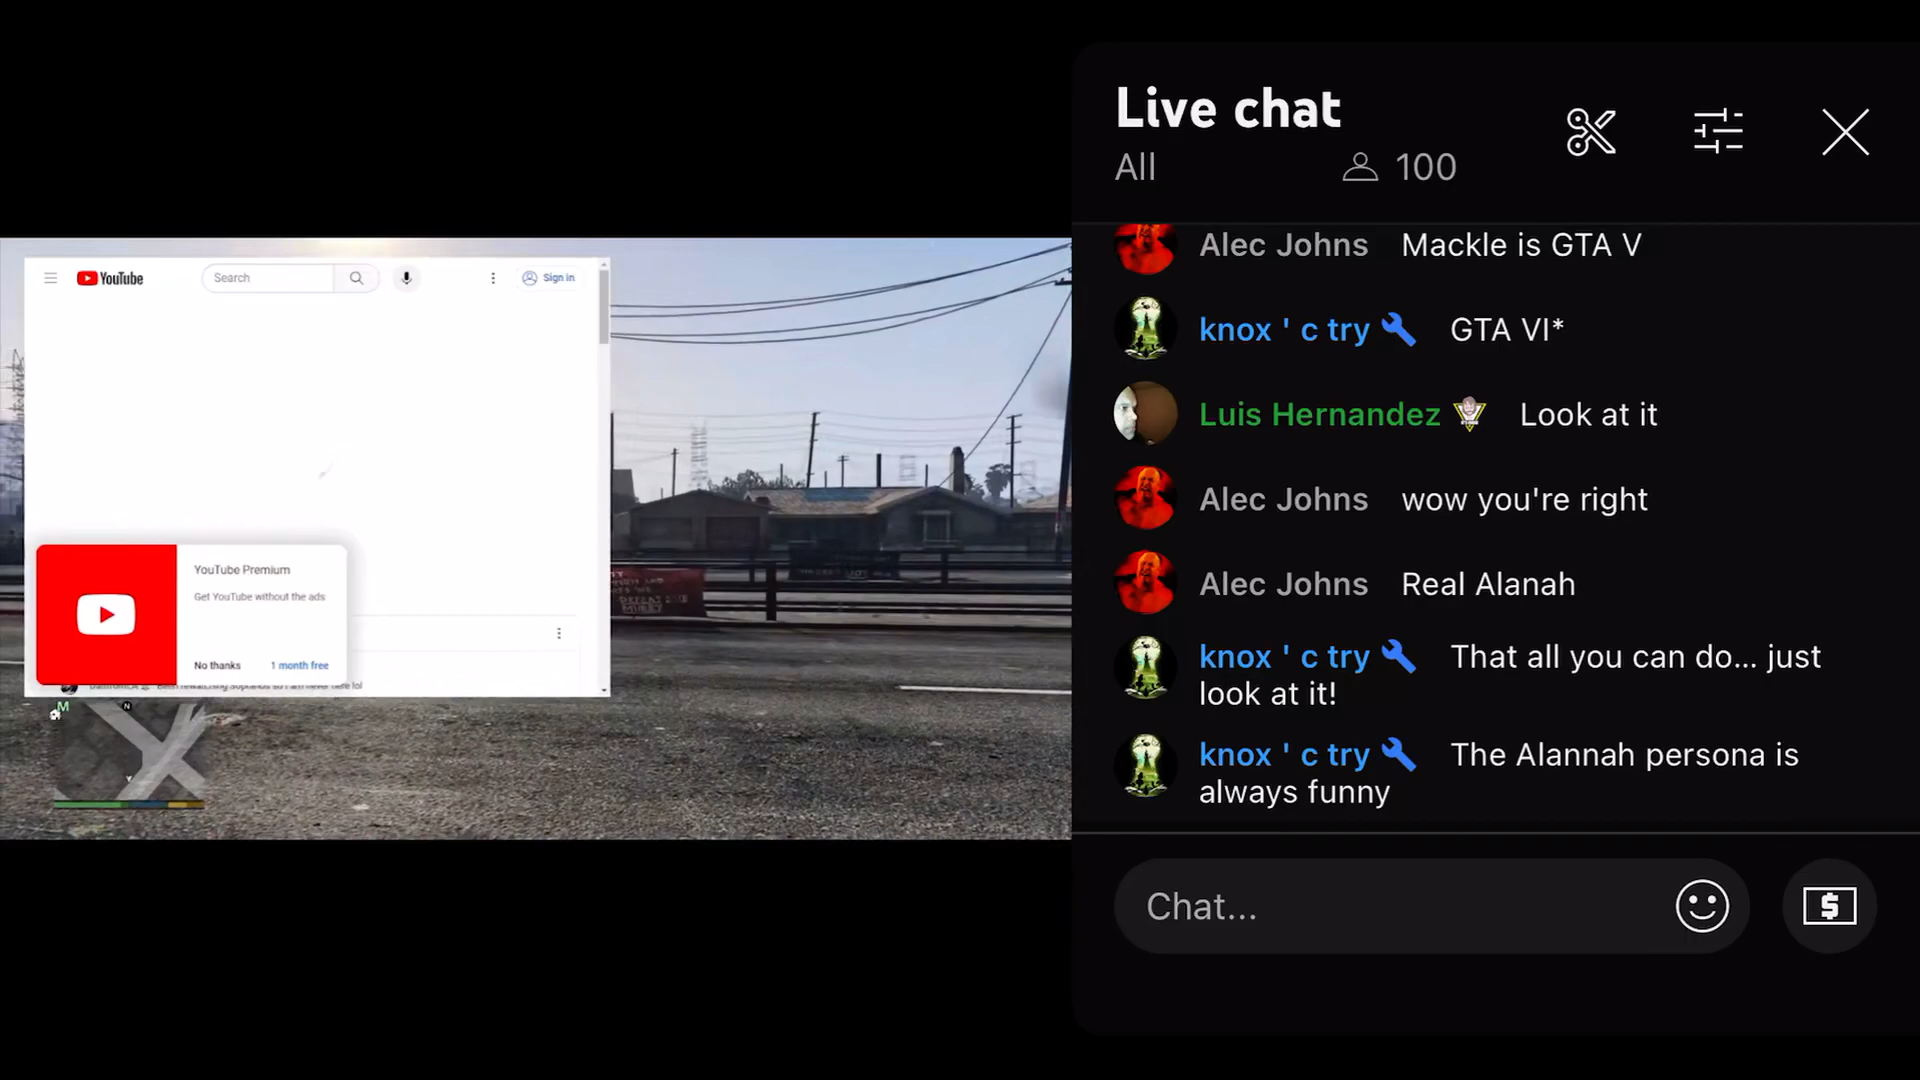 YouTube
Search
Sign in
YouTube Premium
Get YouTube without the ads
No thanks
1 month free
M
N
Live chat
All
100
Alec Johns Mackle is GTA V
knox ' c try GTA VI*
Luis Hernandez Look at it
Alec Johns wow you're right
Alec Johns Real Alanah
knox ' c try That all you can do... just
look at it!
knox ' c try The Alannah persona is
always funny
Chat...
$